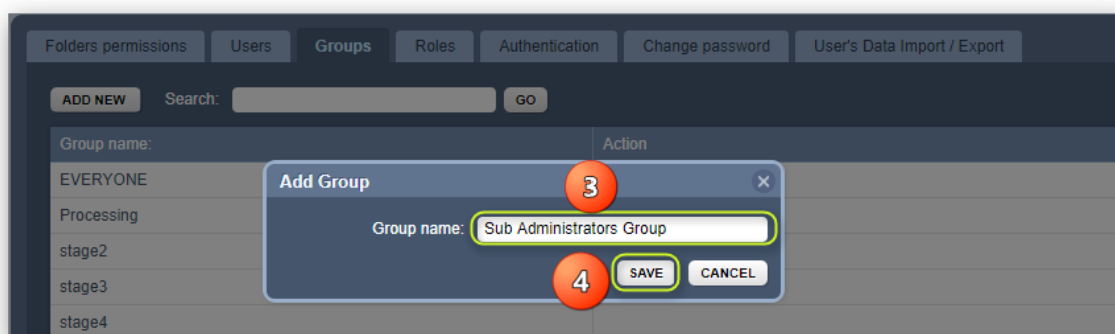 Folders permissions Users Groups Roles Authentication Change password User's Data Import / Export
ADD NEW Search: GO
Group name: Action
EVERYONE
Add Group
3
Processing
Group name: Sub Administrators Group
stage2
4 SAVE CANCEL
stage3
stage4